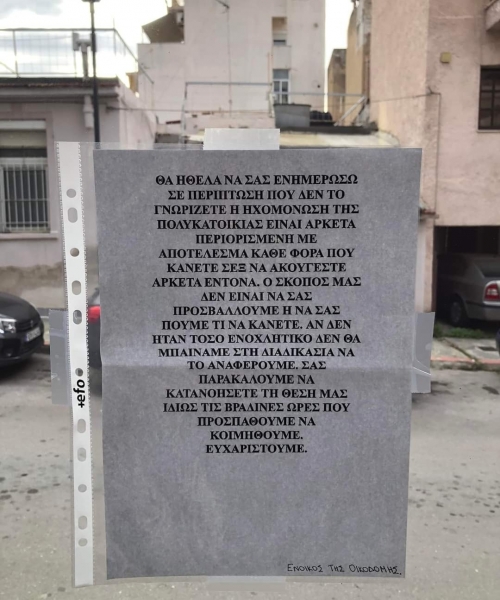 ΘΑ ΗΘΕΛΑ ΝΑ ΣΑΣ ΕΝΗΜΕΡΩΣΩ
ΣΕ ΠΕΡΙΠΤΩΣΗ ΠΟΥ ΔΕΝ ΤΟ
ΓΝΩΡΙΖΕΤΕ Η ΗΧΟΜΟΝΩΣΗ ΤΗΣ
ΠΟΛΥΚΑΤΟΙΚΙΑΣ ΕΙΝΑΙ ΑΡΚΕΤΑ
ΠΕΡΙΟΡΙΣΜΕΝΗ ΜΕ
ΑΠΟΤΕΛΕΣΜΑ ΚΑΘΕ ΦΟΡΑ ΠΟΥ
ΚΑΝΕΤΕ ΣΕΞ ΝΑ ΑΚΟΥΓΕΣΤΕ
ΑΡΚΕΤΑ ΕΝΤΟΝΑ. Ο ΣΚΟΠΟΣ ΜΑΣ
ΔΕΝ ΕΙΝΑΙ ΝΑ ΣΑΣ
ΠΡΟΣΒΑΛΛΟΥΜΕ Η ΝΑ ΣΑΣ
ΠΟΥΜΕ ΤΙ ΝΑ ΚΑΝΕΤΕ. ΑΝ ΔΕΝ
ΗΤΑΝ ΤΟΣΟ ΕΝΟΧΛΗΤΙΚΟ ΔΕΝ ΘΑ
ΜΠΑΙΝΑΜΕ ΣΤΗ ΔΙΑΔΙΚΑΣΙΑ ΝΑ
ΤΟ ΑΝΑΦΕΡΟΥΜΕ. ΣΑΣ
ΠΑΡΑΚΑΛΟΥΜΕ ΝΑ
ΚΑΤΑΝΟΗΣΕΤΕ ΤΗ ΘΕΣΗ ΜΑΣ
ΙΔΙΩΣ ΤΙΣ ΒΡΑΔΙΝΕΣ ΩΡΕΣ ΠΟΥ
ΠΡΟΣΠΑΘΟΥΜΕ ΝΑ
ΚΟΙΜΗΘΟΥΜΕ.
ΕΥΧΑΡΙΣΤΟΥΜΕ.
ΕΝΟΙΚΟΣ ΤΗΣ ΟΙΚΟΔΟΜΗΣ.
+efo